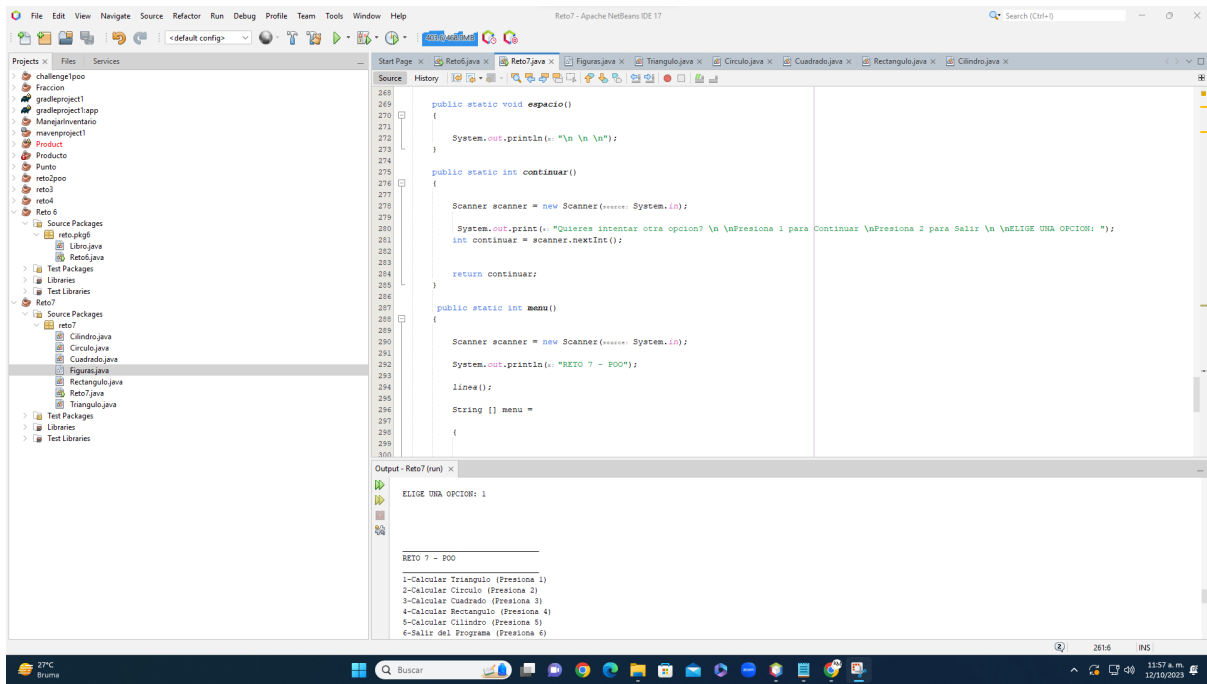 File Edit View Navigate Source Refactor Run Debug Profile Team Tools Window Help
Reto7 - Apache NetBeans IDE 17
Search (Ctrl+I)
<default config>
Projects
Files
Services
challenge1poo
Fraccion
gradleproject1
gradleproject1:app
ManejarInventario
mavenproject1
Product
Producto
Punto
reto2poo
reto3
reto4
Reto 6
Source Packages
reto.pkg6
Libro.java
Reto6.java
Test Packages
Libraries
Test Libraries
Reto7
Source Packages
reto7
Cilindro.java
Circulo.java
Cuadrado.java
Figuras.java
Rectangulo.java
Reto7.java
Triangulo.java
Test Packages
Libraries
Test Libraries
Start Page Reto6.java Reto7.java Figuras.java Triangulo.java Circulo.java Cuadrado.java Rectangulo.java Cilindro.java
Source History
268
269 public static void espacio()
270 {
271
272 System.out.println(x: "\n \n \n");
273 }
274
275 public static int continuar()
276 {
277
278 Scanner scanner = new Scanner(source: System.in);
279
280 System.out.print(s: "Quieres intentar otra opcion? \n \nPresiona 1 para Continuar \nPresiona 2 para Salir \n \nELIGE UNA OPCION: ");
281 int continuar = scanner.nextInt();
282
283
284 return continuar;
285 }
286
287 public static int menu()
288 {
289
290 Scanner scanner = new Scanner(source: System.in);
291
292 System.out.println(x: "RETO 7 - POO");
293
294 linea();
295
296 String [] menu =
297
298 {
299
300
Output - Reto7 (run)
ELIGE UNA OPCION: 1
RETO 7 - POO
1-Calcular Triangulo (Presiona 1)
2-Calcular Circulo (Presiona 2)
3-Calcular Cuadrado (Presiona 3)
4-Calcular Rectangulo (Presiona 4)
5-Calcular Cilindro (Presiona 5)
6-Salir del Programa (Presiona 6)
2
261:6
INS
27°C
Bruma
Buscar
11:57 a. m.
12/10/2023